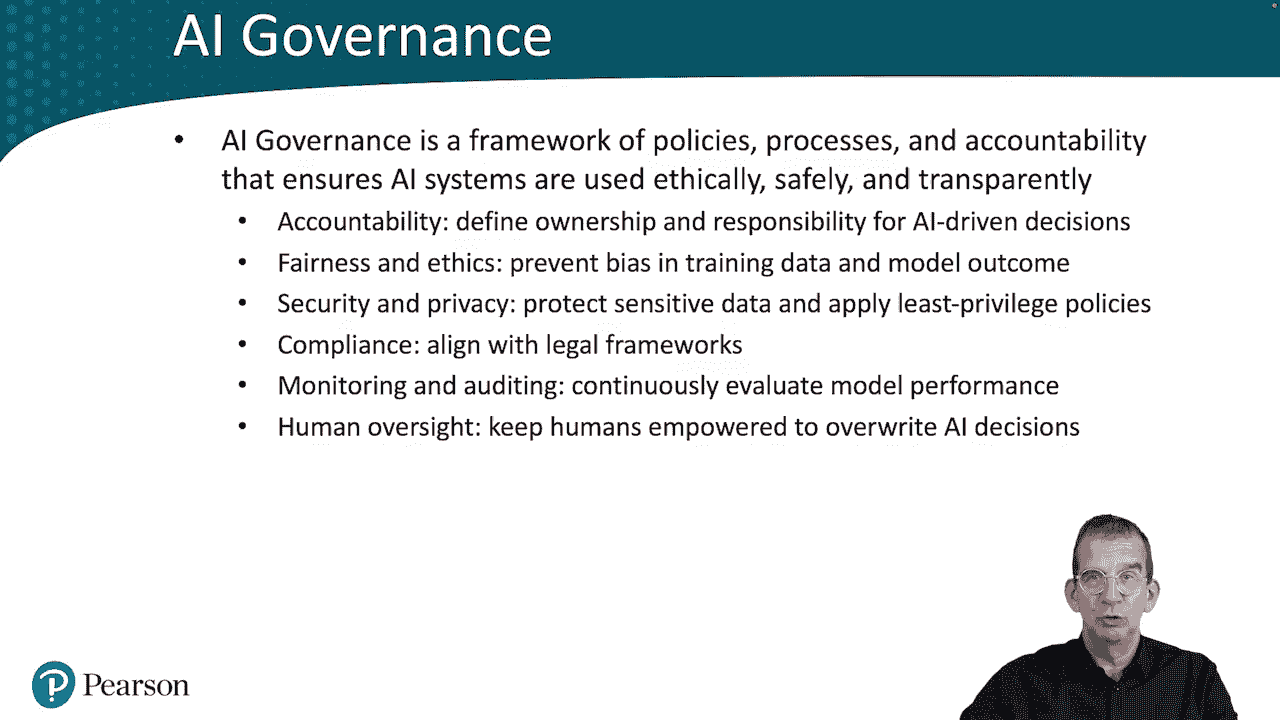 AI Governance
• AI Governance is a framework of policies, processes, and accountability
that ensures AI systems are used ethically, safely, and transparently
• Accountability: define ownership and responsibility for AI-driven decisions
• Fairness and ethics: prevent bias in training data and model outcome
• Security and privacy: protect sensitive data and apply least-privilege policies
• Compliance: align with legal frameworks
• Monitoring and auditing: continuously evaluate model performance
• Human oversight: keep humans empowered to overwrite AI decisions
Pearson